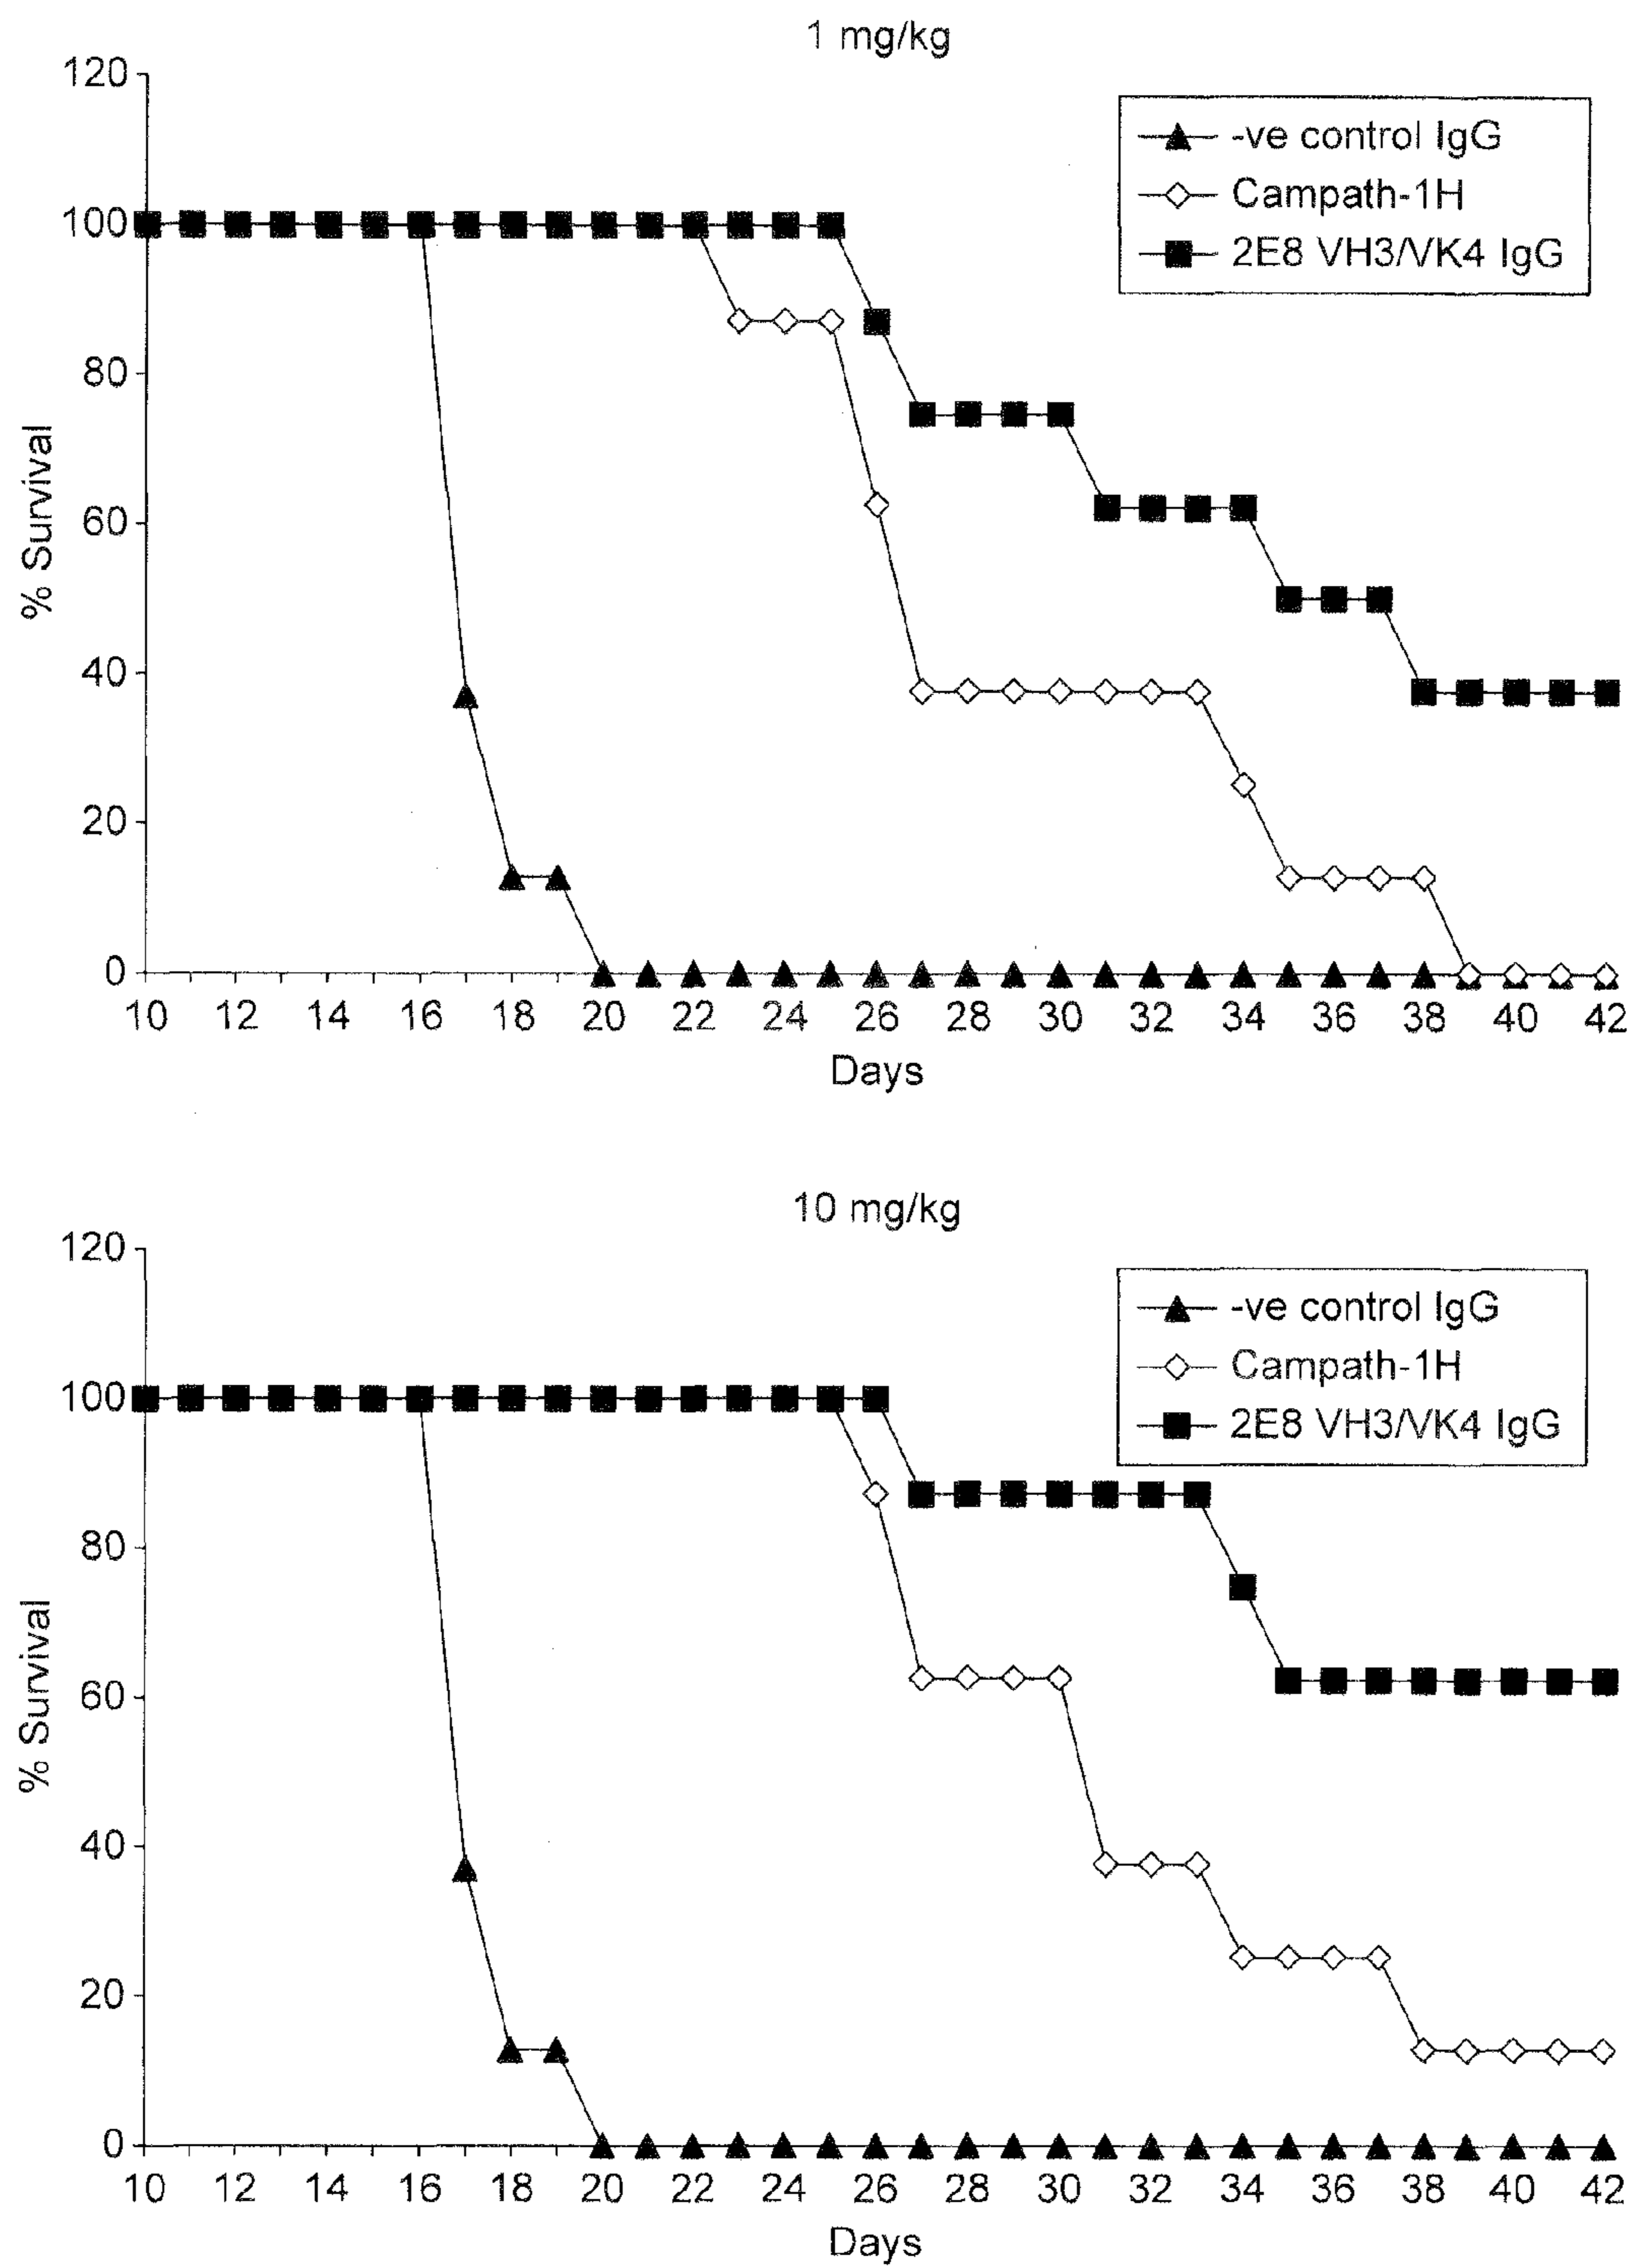 1 mg/kg
120
100
80
60
40
20
0
% Survival
-ve control IgG
Campath-1H
2E8 VH3/VK4 IgG
10 12 14 16 18 20 22 24 26 28 30 32 34 36 38 40 42
Days
10 mg/kg
120
100
80
60
40
20
0
% Survival
-ve control IgG
Campath-1H
2E8 VH3/VK4 IgG
10 12 14 16 18 20 22 24 26 28 30 32 34 36 38 40 42
Days